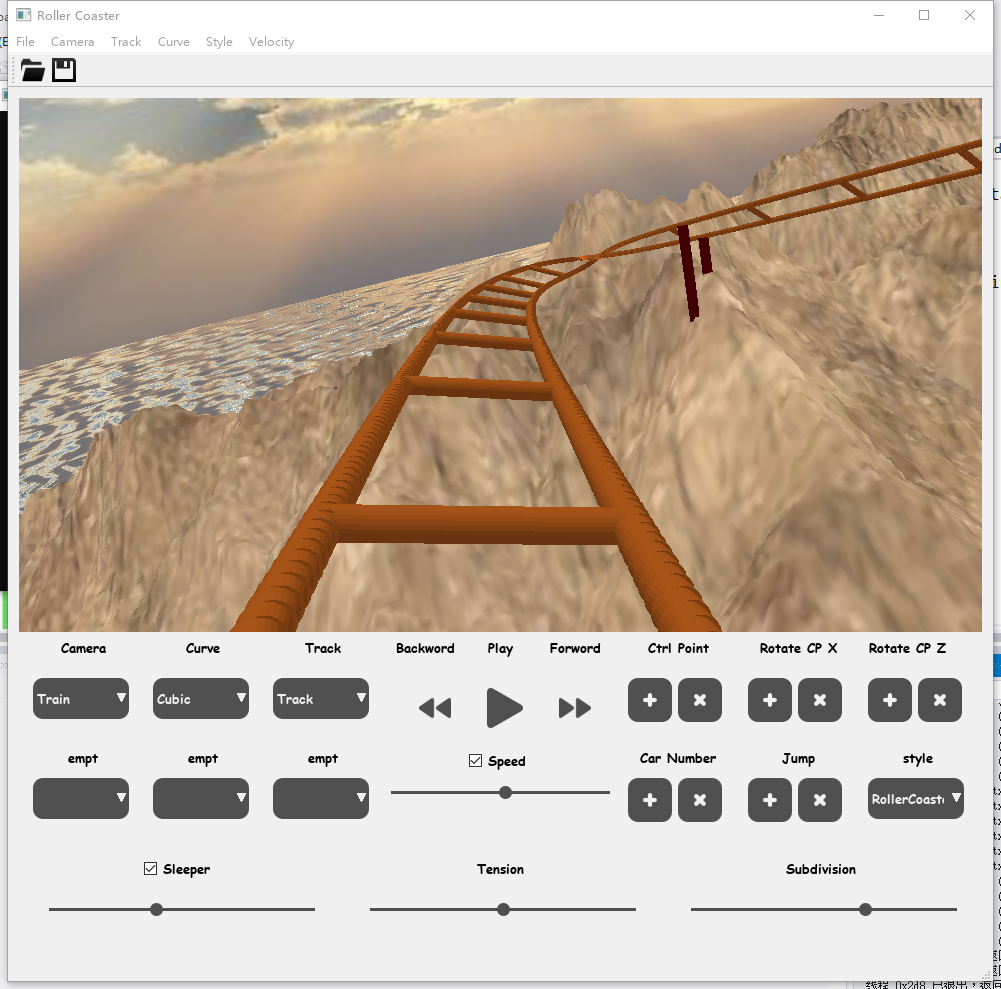 Roller Coaster
File Camera Track Curve Style Velocity
Camera Curve Track Backword Play Forword Ctrl Point Rotate CP X Rotate CP Z
Train Cubic Track
empt empt empt Speed Car Number Jump style
RollerCoast
Sleeper Tension Subdivision